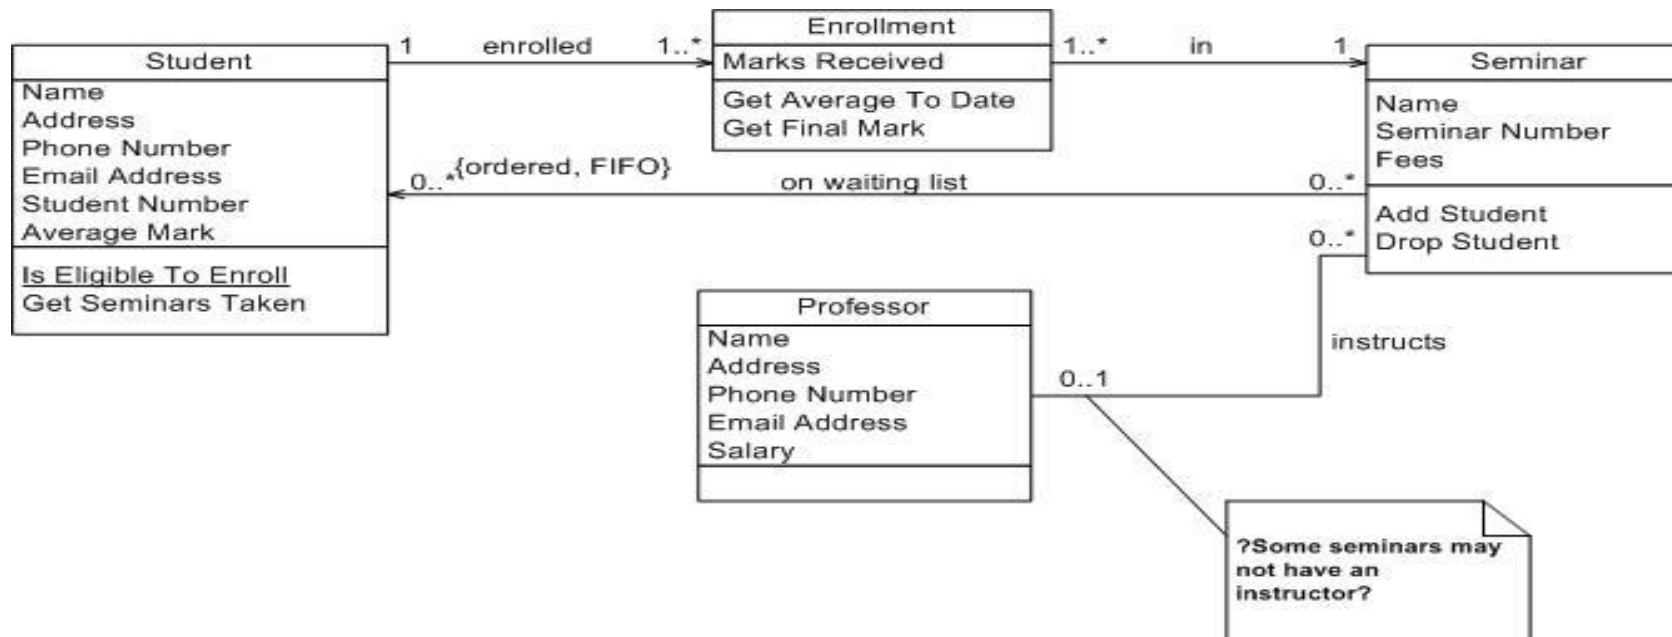 Student
Name
Address
Phone Number
Email Address
Student Number
Average Mark
Is Eligible To Enroll
Get Seminars Taken
1 enrolled 1..*
Enrollment
Marks Received
Get Average To Date
Get Final Mark
1..* in 1
Seminar
Name
Seminar Number
Fees
Add Student
Drop Student
0..* {ordered, FIFO} on waiting list 0..*
Professor
Name
Address
Phone Number
Email Address
Salary
0..1
instructs
0..*
?Some seminars may
not have an
instructor?